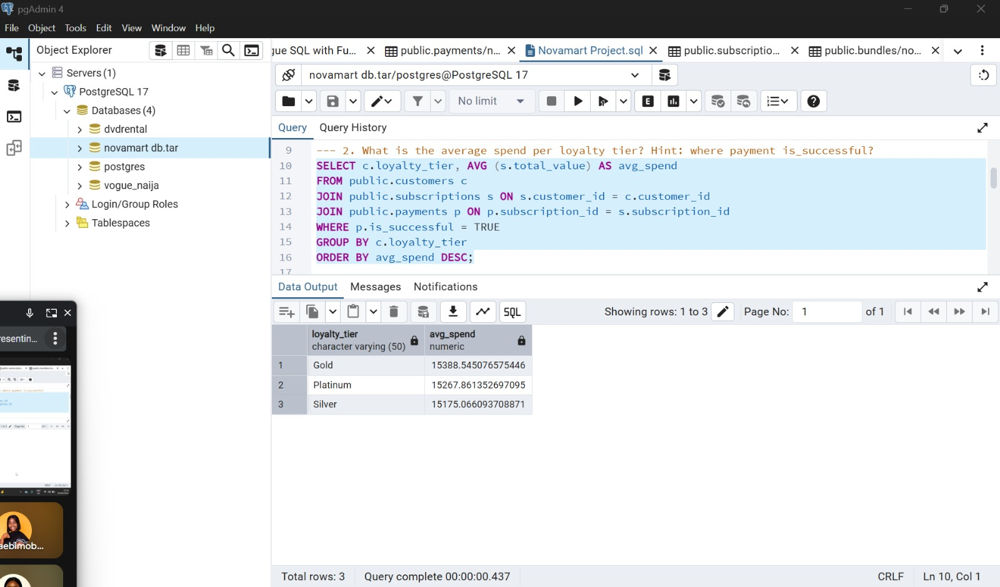 pgAdmin 4
File Object Tools Edit View Window Help
Object Explorer
Servers (1)
PostgreSQL 17
Databases (4)
dvdrental
novamart db.tar
postgres
vogue_naija
Login/Group Roles
Tablespaces
gue SQL with Fu... public.payments/n... Novamart Project.sql public.subscriptio... public.bundles/no...
novamart db.tar/postgres@PostgreSQL 17
No limit E
Query Query History
9 --- 2. What is the average spend per loyalty tier? Hint: where payment is_successful?
10 SELECT c.loyalty_tier, AVG (s.total_value) AS avg_spend
11 FROM public.customers c
12 JOIN public.subscriptions s ON s.customer_id = c.customer_id
13 JOIN public.payments p ON p.subscription_id = s.subscription_id
14 WHERE p.is_successful = TRUE
15 GROUP BY c.loyalty_tier
16 ORDER BY avg_spend DESC;
17
Data Output Messages Notifications
SQL Showing rows: 1 to 3 Page No: 1 of 1
loyalty_tier avg_spend
character varying (50) numeric
1 Gold 15388.545076575446
2 Platinum 15267.861352697095
3 Silver 15175.066093708871
Total rows: 3 Query complete 00:00:00.437 CRLF Ln 10, Col 1
resentin...
aebimob...